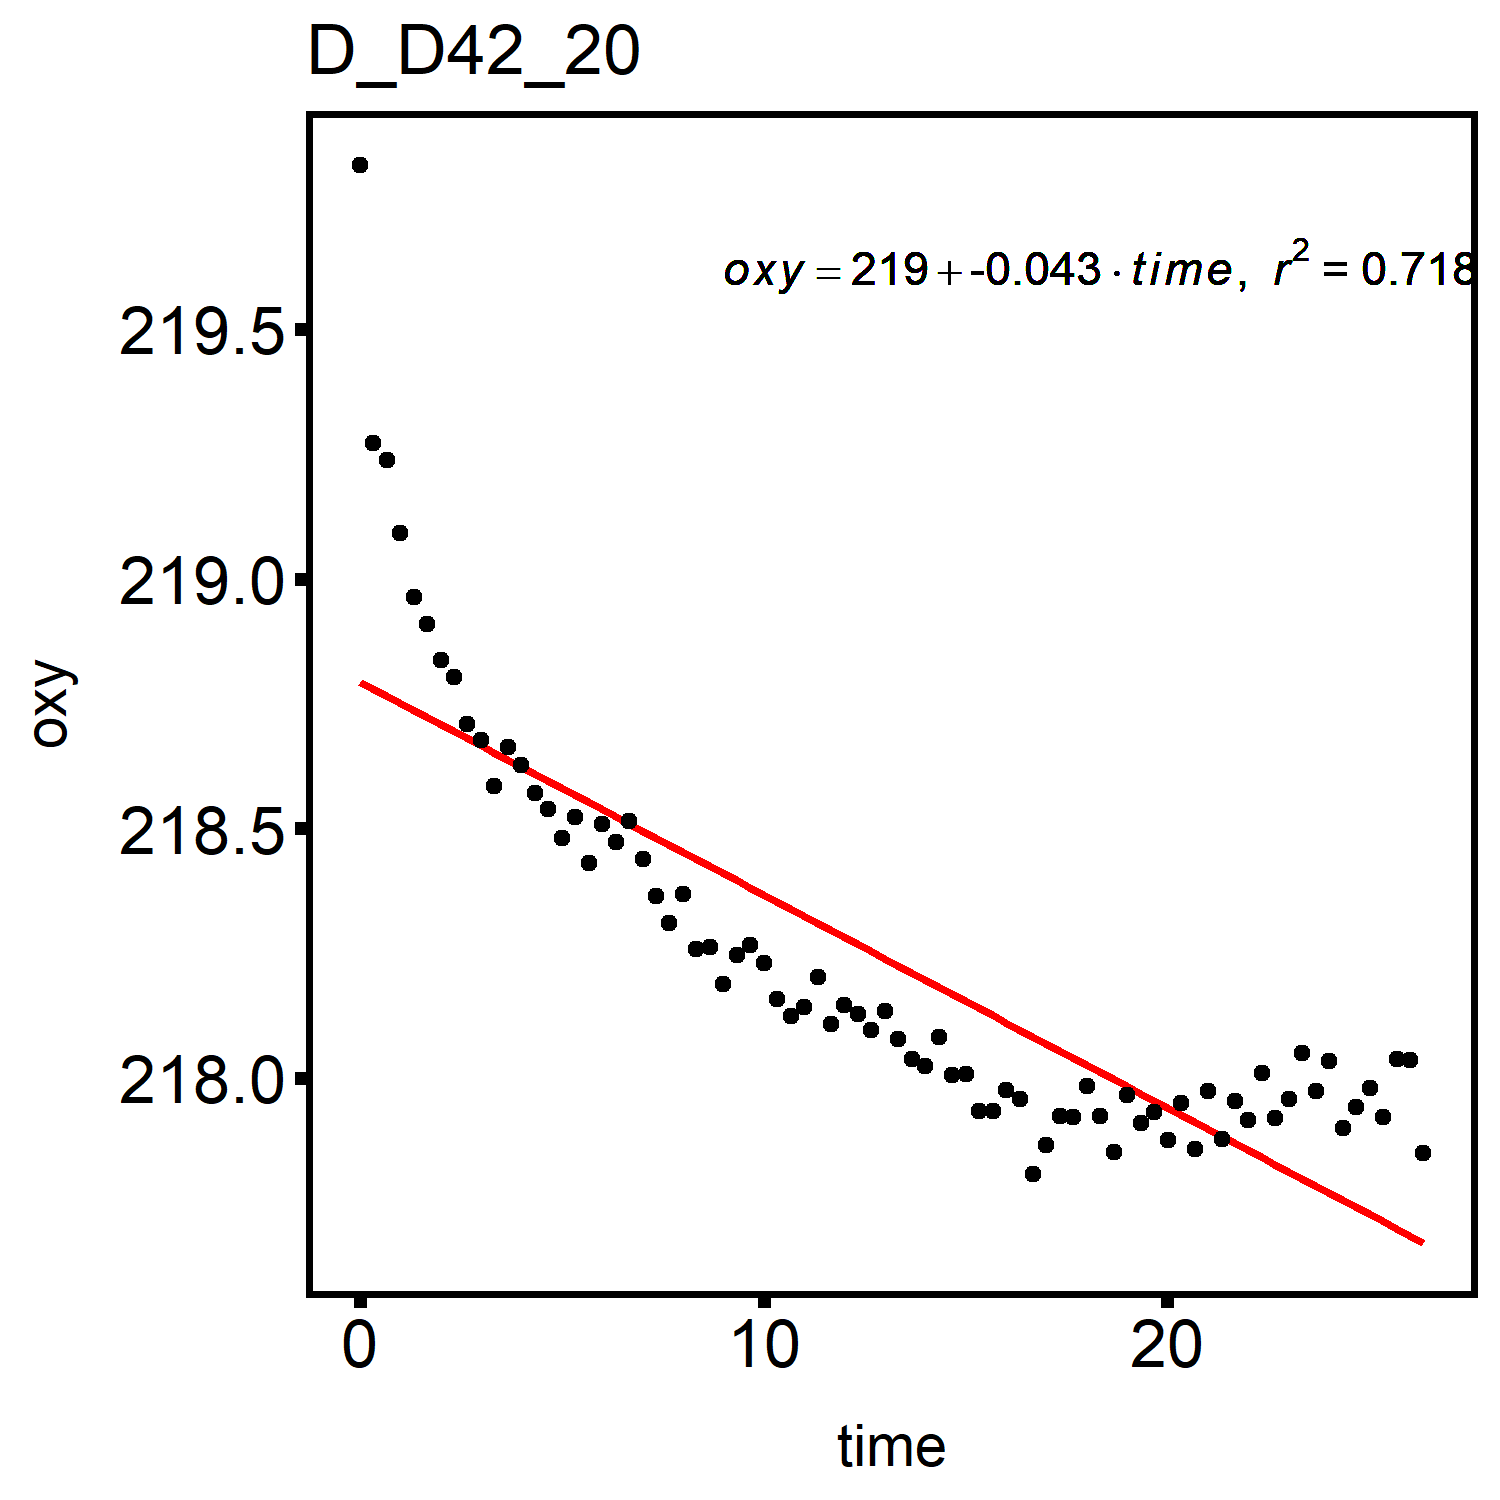 D_D42_20
oxy = 219 + -0.043 · time, r² = 0.718
219.5
219.0
218.5
218.0
oxy
0 10 20
time